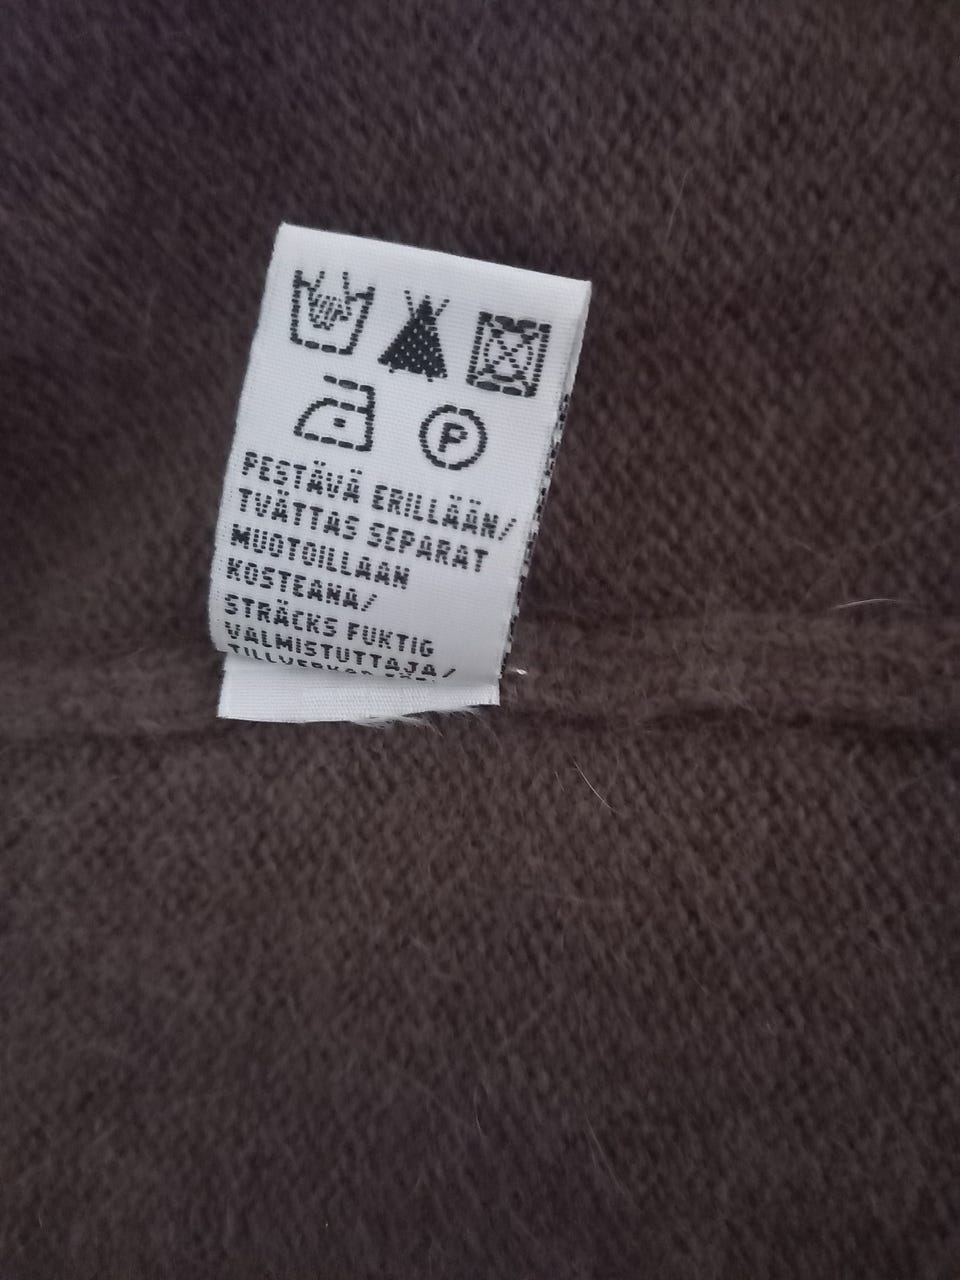 P
PESTÄVÄ ERILLÄÄN/
TVÄTTAS SEPARAT
MUOTOILLAAN
KOSTEANA/
STRÄCKS FUKTIG
VALMISTUTTAJA/